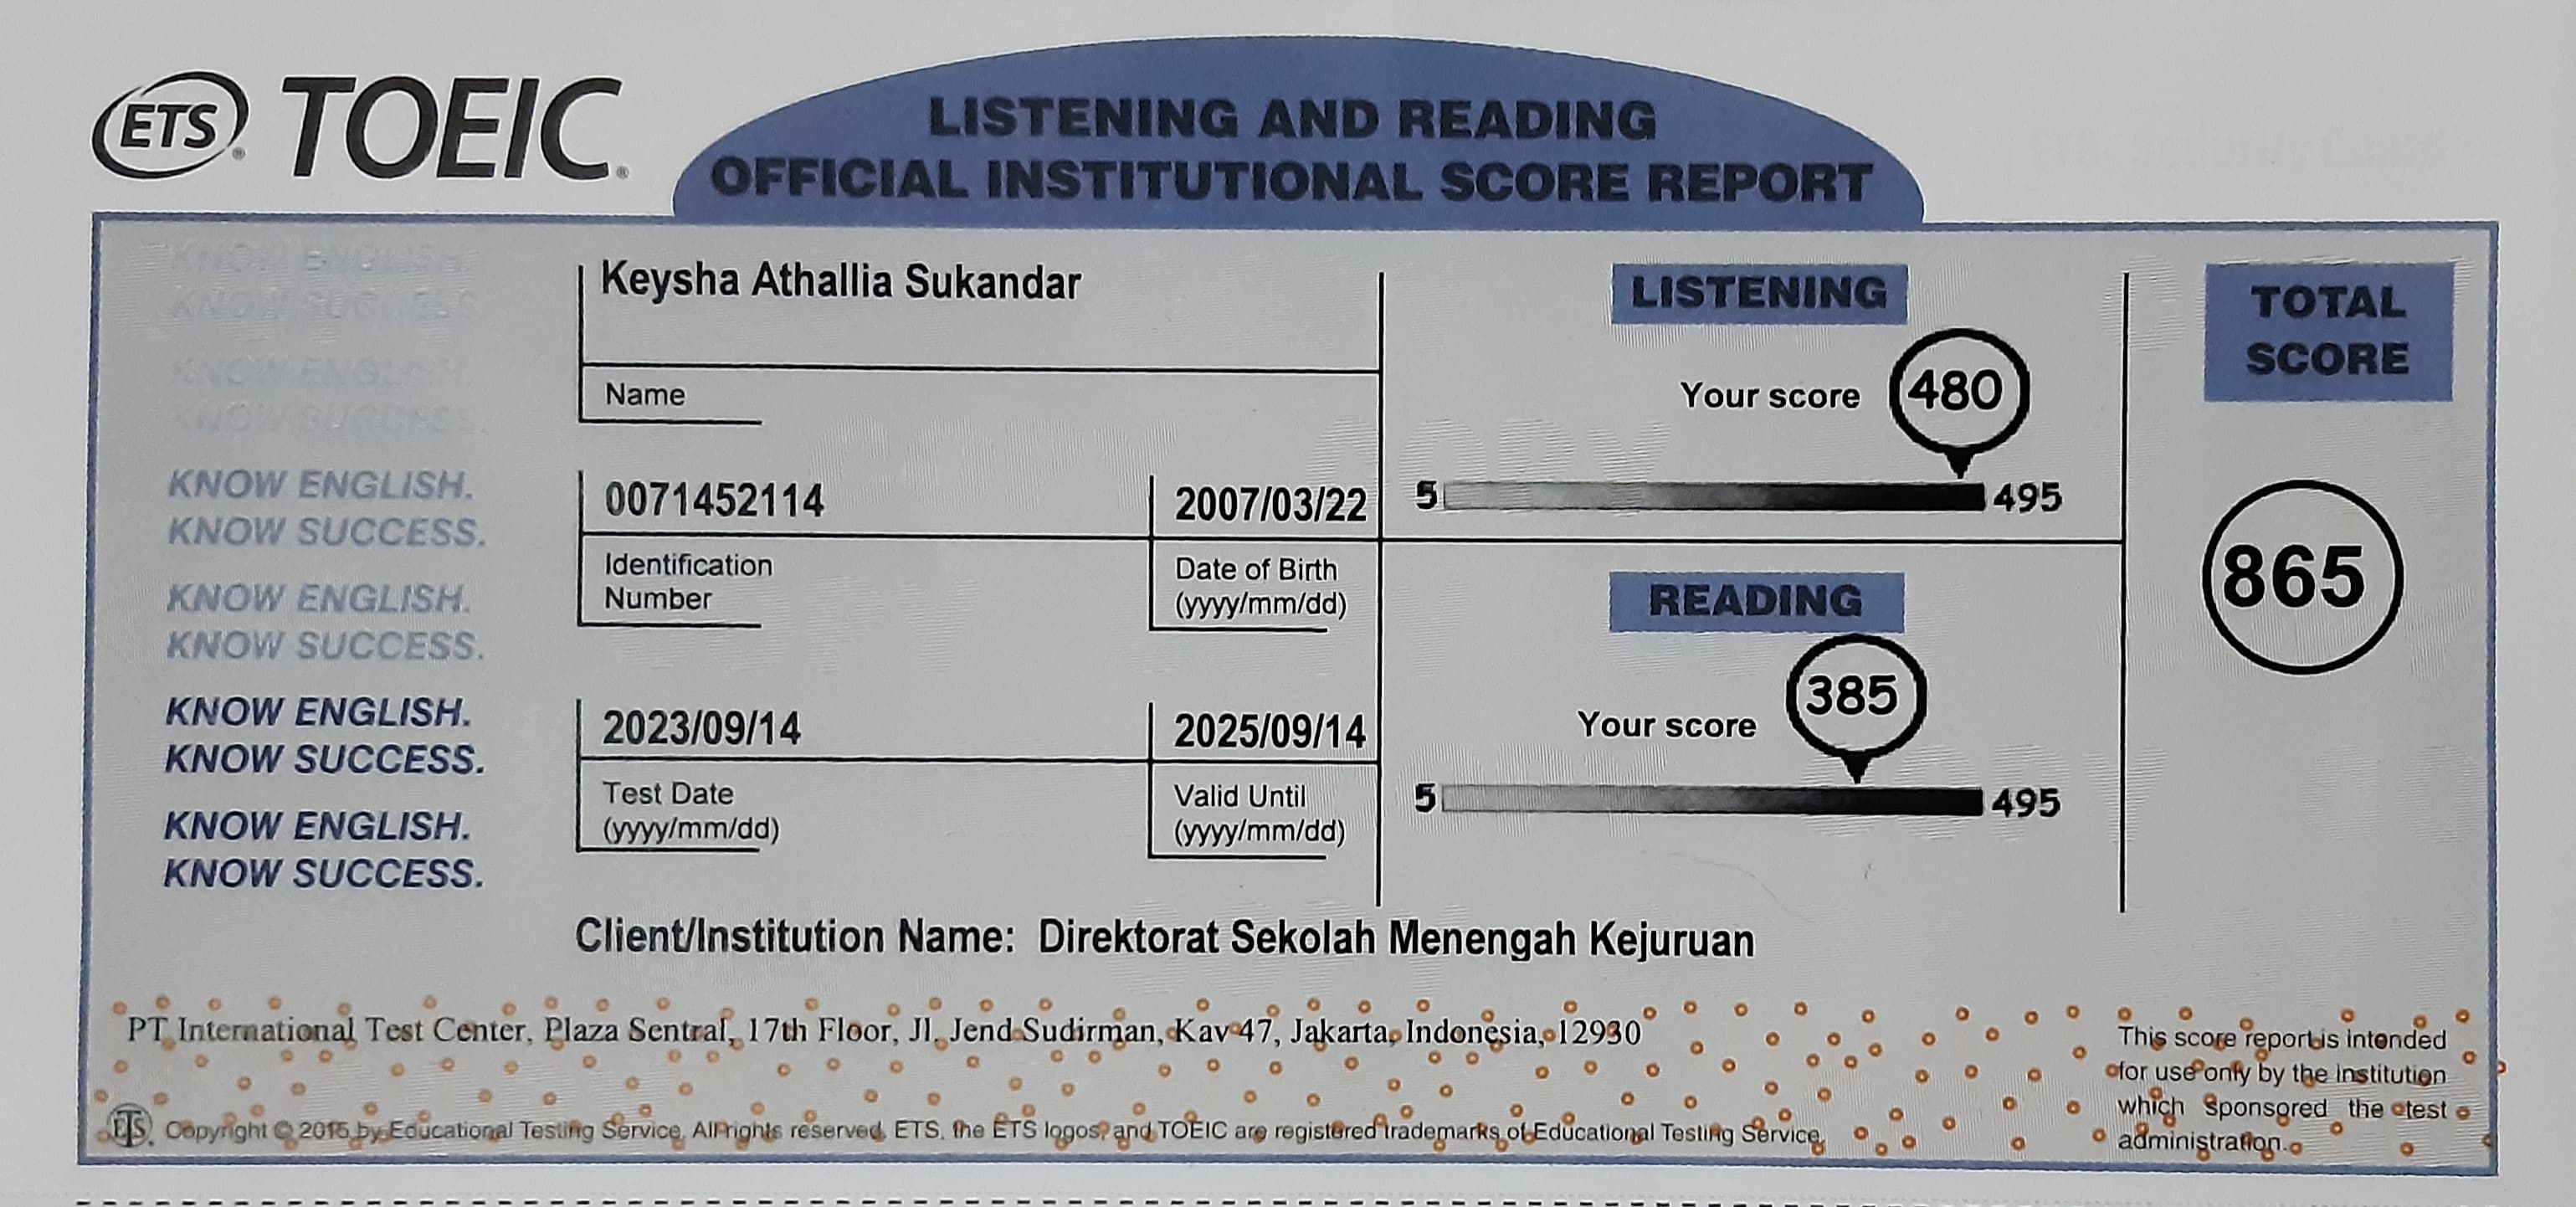 ETS® TOEIC®
LISTENING AND READING
OFFICIAL INSTITUTIONAL SCORE REPORT
KNOW ENGLISH.
KNOW SUCCESS.
KNOW ENGLISH.
KNOW SUCCESS.
KNOW ENGLISH.
KNOW SUCCESS.
KNOW ENGLISH.
KNOW SUCCESS.
KNOW ENGLISH.
KNOW SUCCESS.
KNOW ENGLISH.
KNOW SUCCESS.
Keysha Athallia Sukandar
Name
0071452114
Identification
Number
2007/03/22
Date of Birth
(yyyy/mm/dd)
2023/09/14
Test Date
(yyyy/mm/dd)
2025/09/14
Valid Until
(yyyy/mm/dd)
LISTENING
Your score 480
5 495
READING
Your score 385
5 495
TOTAL
SCORE
865
Client/Institution Name: Direktorat Sekolah Menengah Kejuruan
PT International Test Center, Plaza Sentral, 17th Floor, Jl. Jend Sudirman, Kav 47, Jakarta, Indonesia, 12930
ETS® Copyright © 2015 by Educational Testing Service. All rights reserved. ETS, the ETS logos, and TOEIC are registered trademarks of Educational Testing Service.
This score report is intended
for use only by the institution
which sponsored the test
administration.
COPY COPY